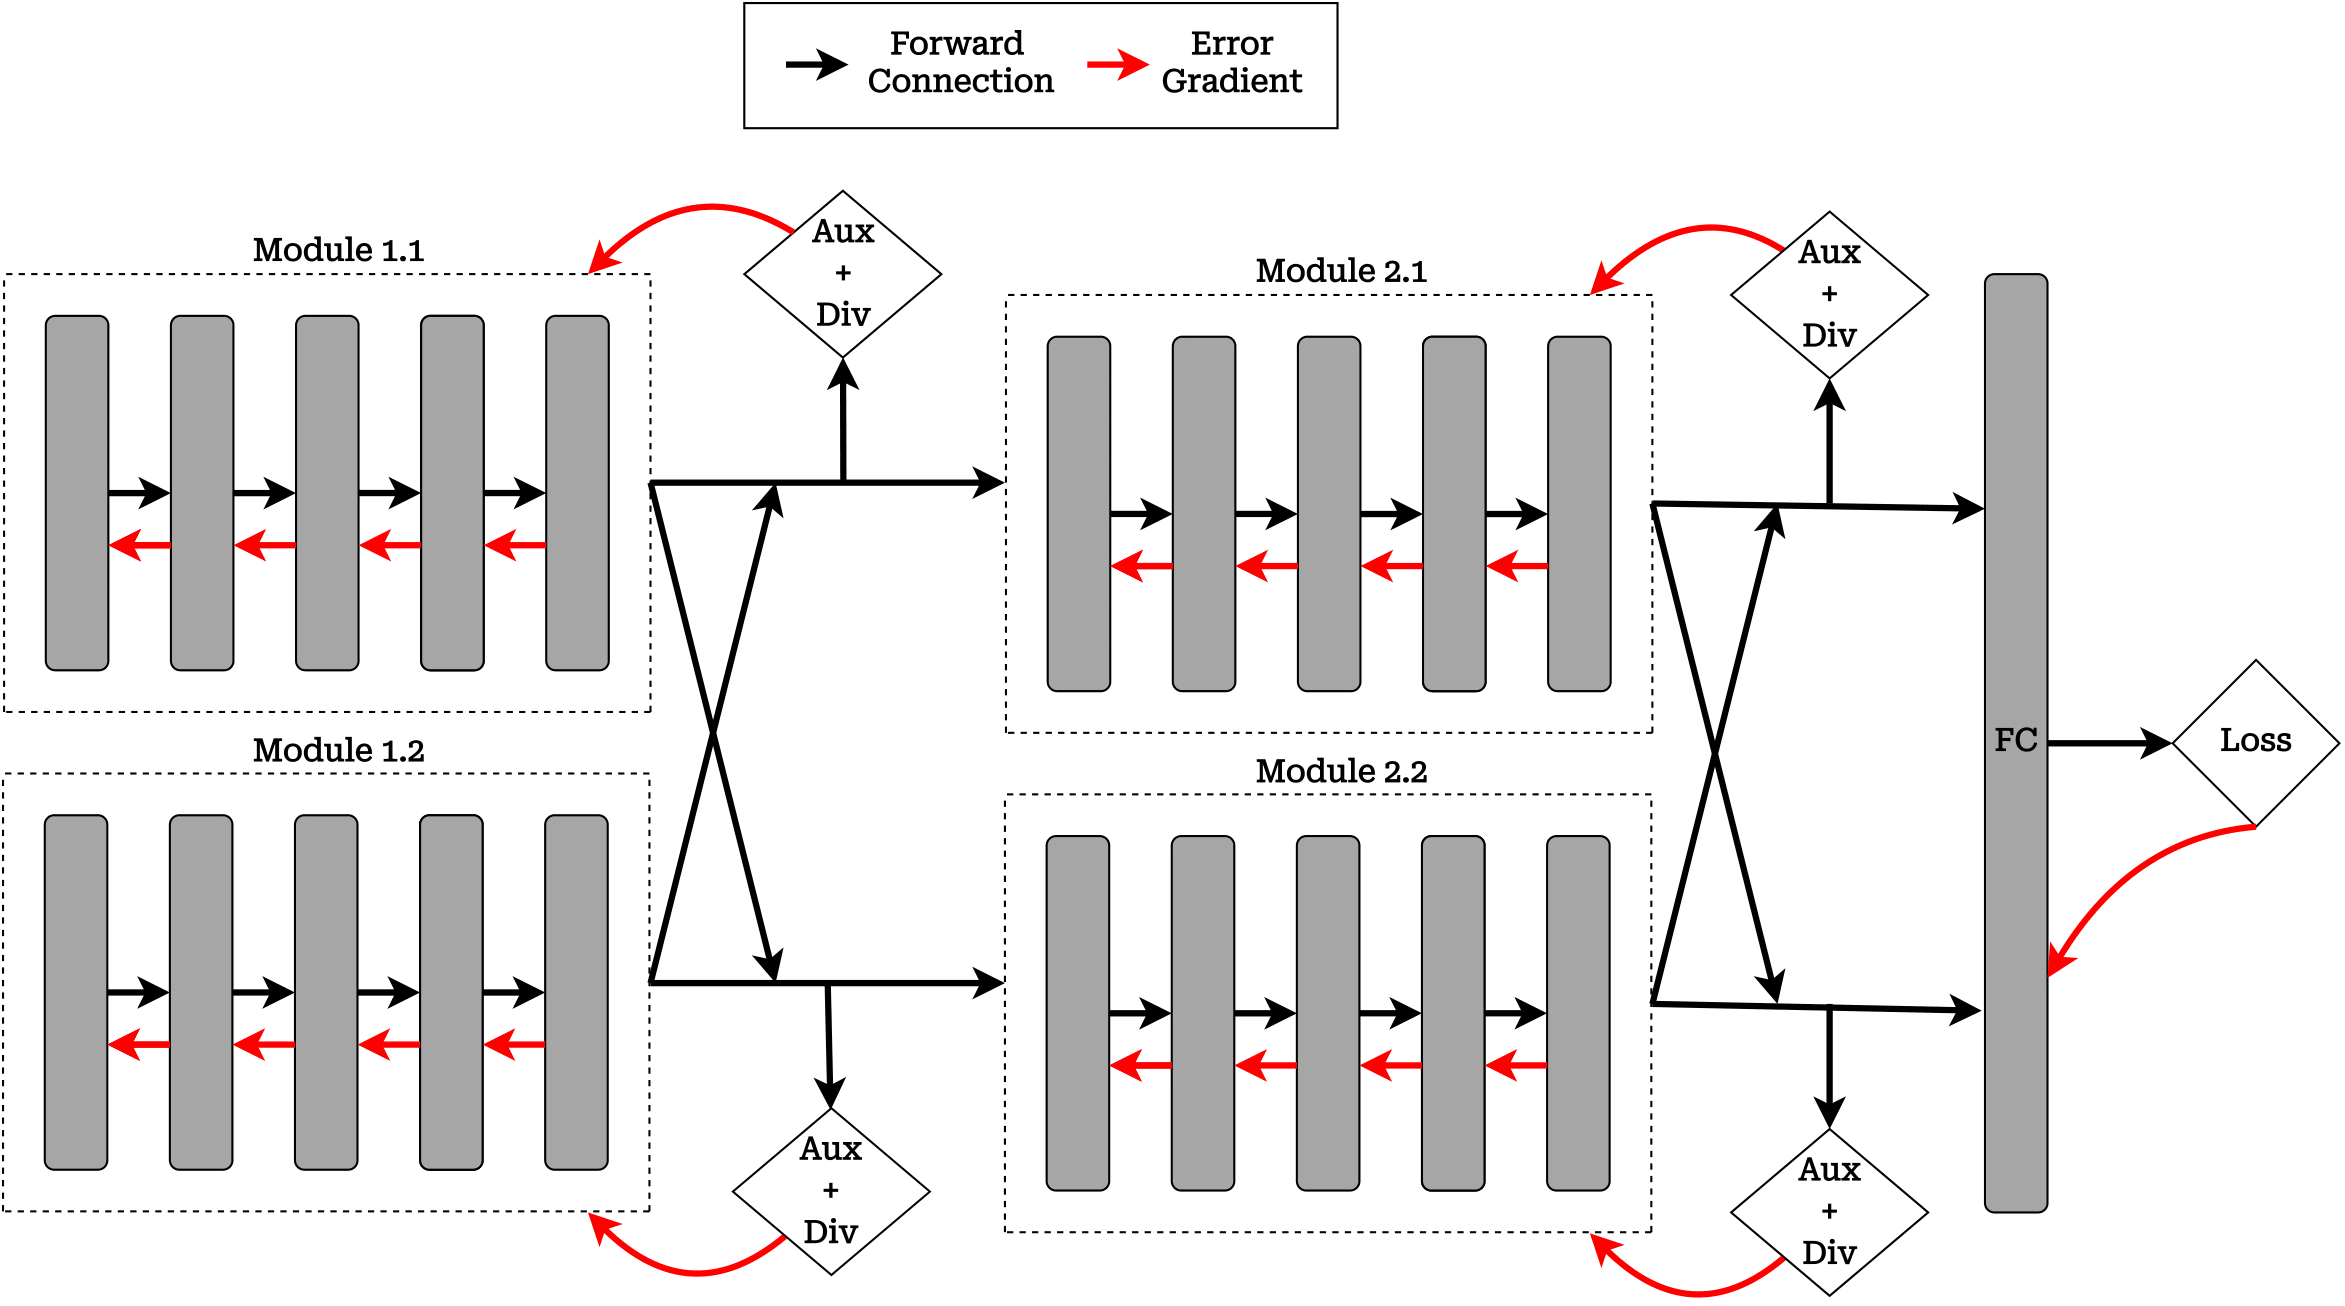 Forward
Connection
Error
Gradient
Module 1.1
Aux
+
Div
Module 2.1
Aux
+
Div
Module 1.2
Module 2.2
FC
Loss
Aux
+
Div
Aux
+
Div